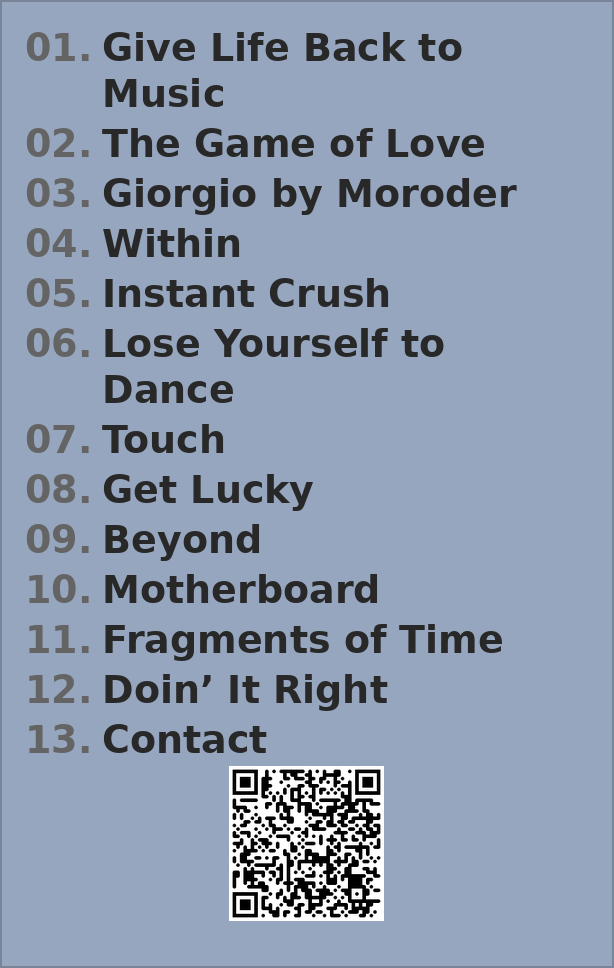 01. Give Life Back to
Music
02. The Game of Love
03. Giorgio by Moroder
04. Within
05. Instant Crush
06. Lose Yourself to
Dance
07. Touch
08. Get Lucky
09. Beyond
10. Motherboard
11. Fragments of Time
12. Doin’ It Right
13. Contact